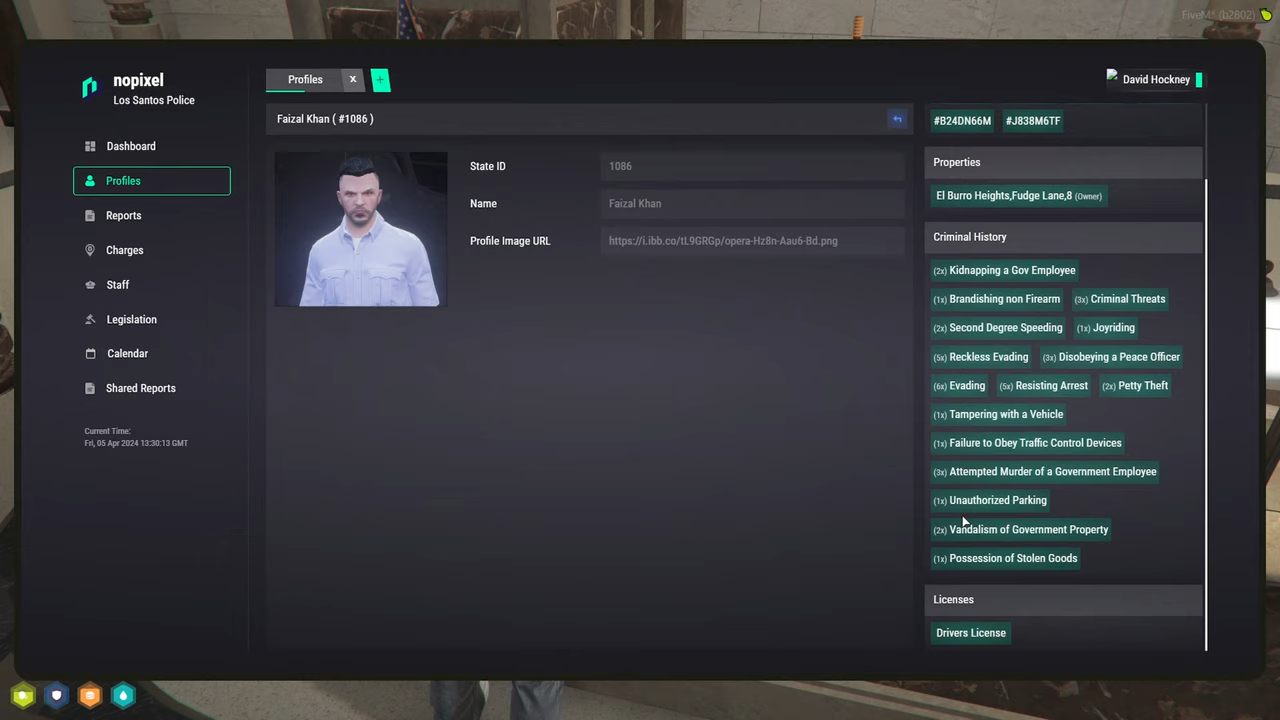 FiveM* (b2802)
nopixel
Los Santos Police
Dashboard
Profiles
Reports
Charges
Staff
Legislation
Calendar
Shared Reports
Current Time:
Fri, 05 Apr 2024 13:30:13 GMT
Profiles x +
David Hockney
Faizal Khan ( #1086 )
State ID 1086
Name Faizal Khan
Profile Image URL https://i.ibb.co/tL9GRGp/opera-Hz8n-Aau6-Bd.png
#B24DN66M #J838M6TF
Properties
El Burro Heights,Fudge Lane,8 (Owner)
Criminal History
(2x) Kidnapping a Gov Employee
(1x) Brandishing non Firearm (3x) Criminal Threats
(2x) Second Degree Speeding (1x) Joyriding
(5x) Reckless Evading (3x) Disobeying a Peace Officer
(6x) Evading (5x) Resisting Arrest (2x) Petty Theft
(1x) Tampering with a Vehicle
(1x) Failure to Obey Traffic Control Devices
(3x) Attempted Murder of a Government Employee
(1x) Unauthorized Parking
(2x) Vandalism of Government Property
(1x) Possession of Stolen Goods
Licenses
Drivers License